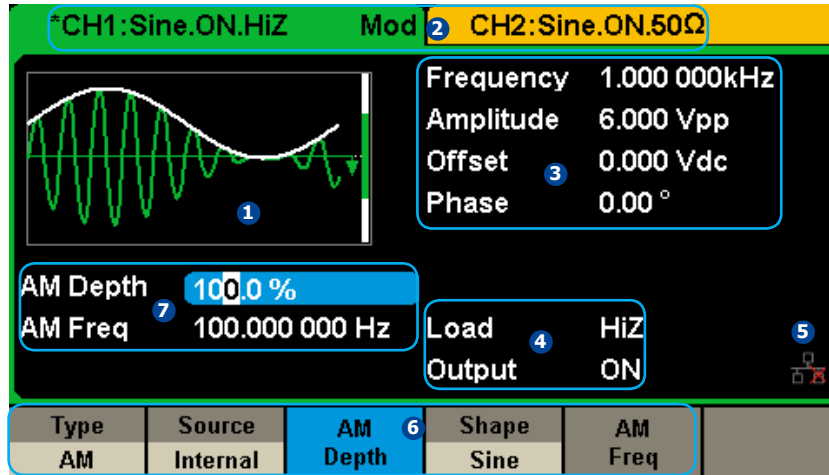 *CH1:Sine.ON.HiZ Mod 2 CH2:Sine.ON.50Ω
Frequency 1.000 000kHz
Amplitude 6.000 Vpp
Offset 3 0.000 Vdc
Phase 0.00 °
1
AM Depth 100.0 %
7
AM Freq 100.000 000 Hz
Load 4 HiZ
Output ON
5
Type Source AM Depth 6 Shape AM Freq
AM Internal Sine